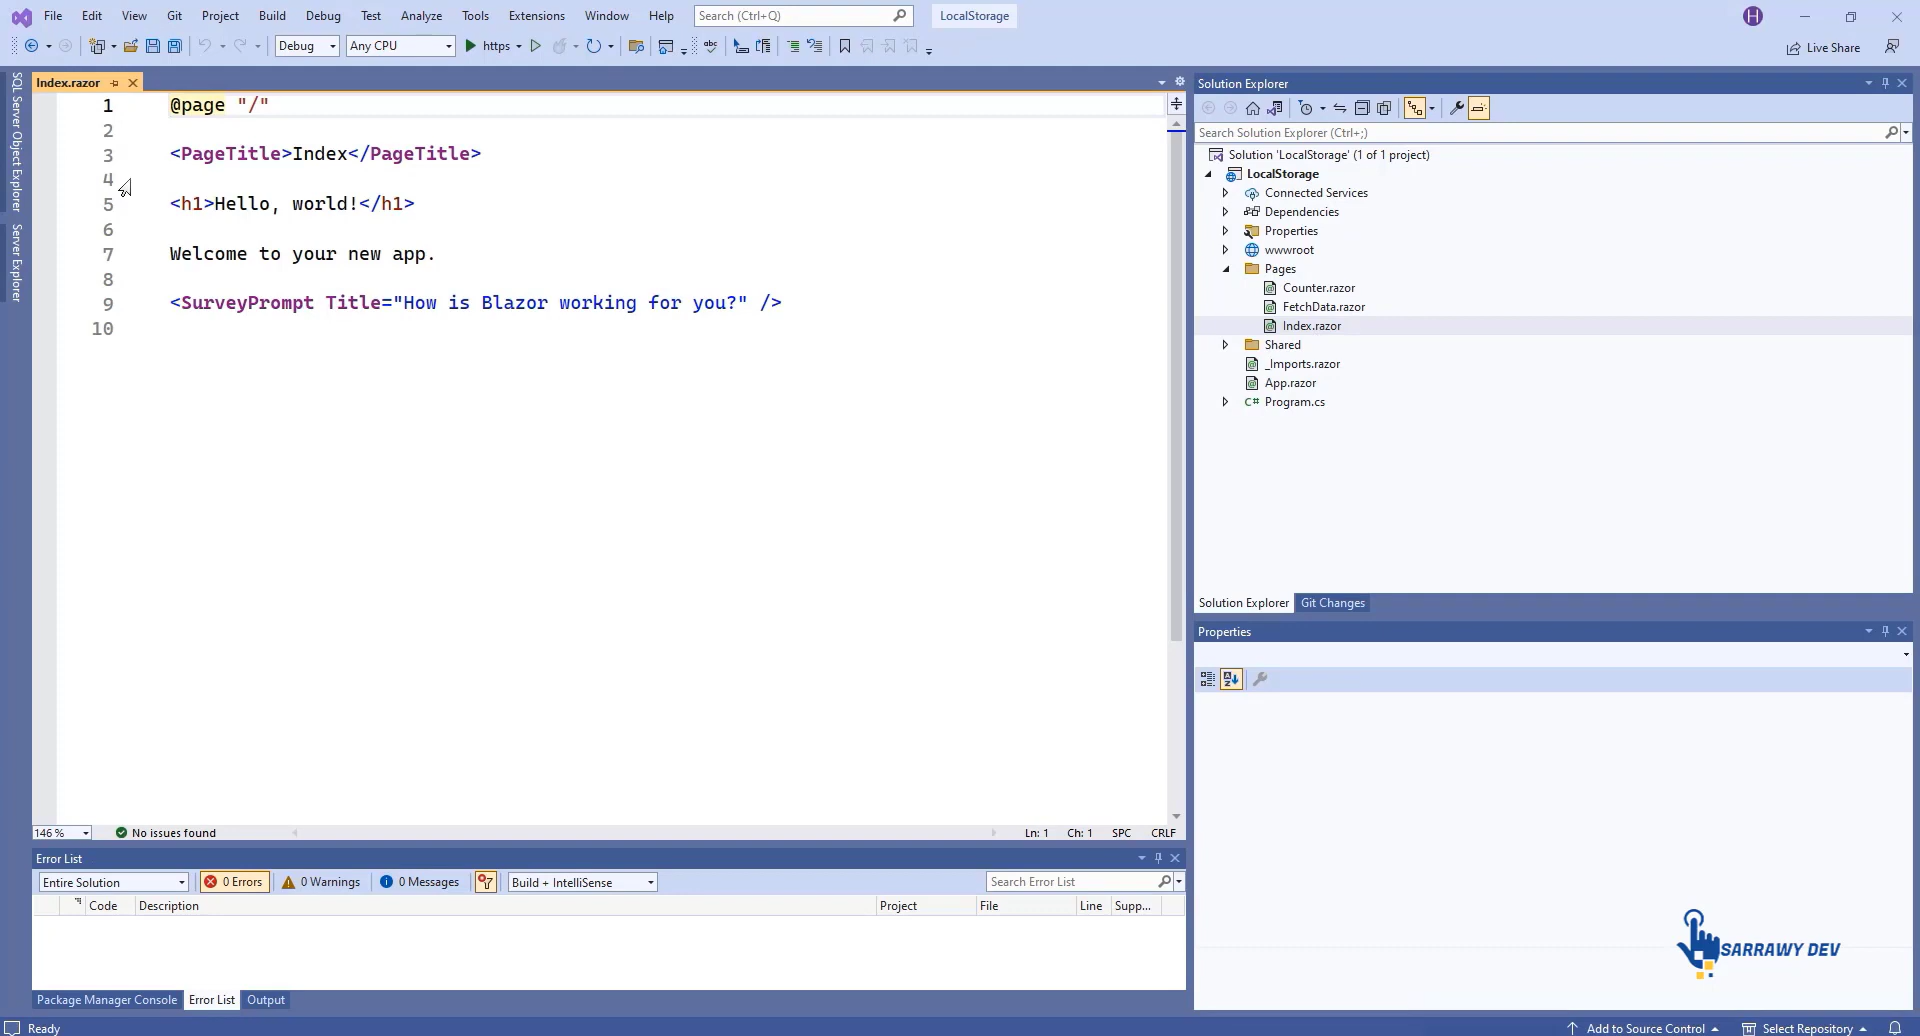 File Edit View Git Project Build Debug Test Analyze Tools Extensions Window Help Search (Ctrl+Q) LocalStorage H
Debug Any CPU https Live Share
SQL Server Object Explorer
Server Explorer
Index.razor
1 @page "/"
2
3 <PageTitle>Index</PageTitle>
4
5 <h1>Hello, world!</h1>
6
7 Welcome to your new app.
8
9 <SurveyPrompt Title="How is Blazor working for you?" />
10
146 % No issues found Ln: 1 Ch: 1 SPC CRLF
Error List
Entire Solution 0 Errors 0 Warnings 0 Messages Build + IntelliSense Search Error List
Code Description Project File Line Supp...
Package Manager Console Error List Output
Solution Explorer
Search Solution Explorer (Ctrl+;)
Solution 'LocalStorage' (1 of 1 project)
LocalStorage
Connected Services
Dependencies
Properties
wwwroot
Pages
Counter.razor
FetchData.razor
Index.razor
Shared
_Imports.razor
App.razor
C# Program.cs
Solution Explorer Git Changes
Properties
SARRAWY DEV
Ready Add to Source Control Select Repository